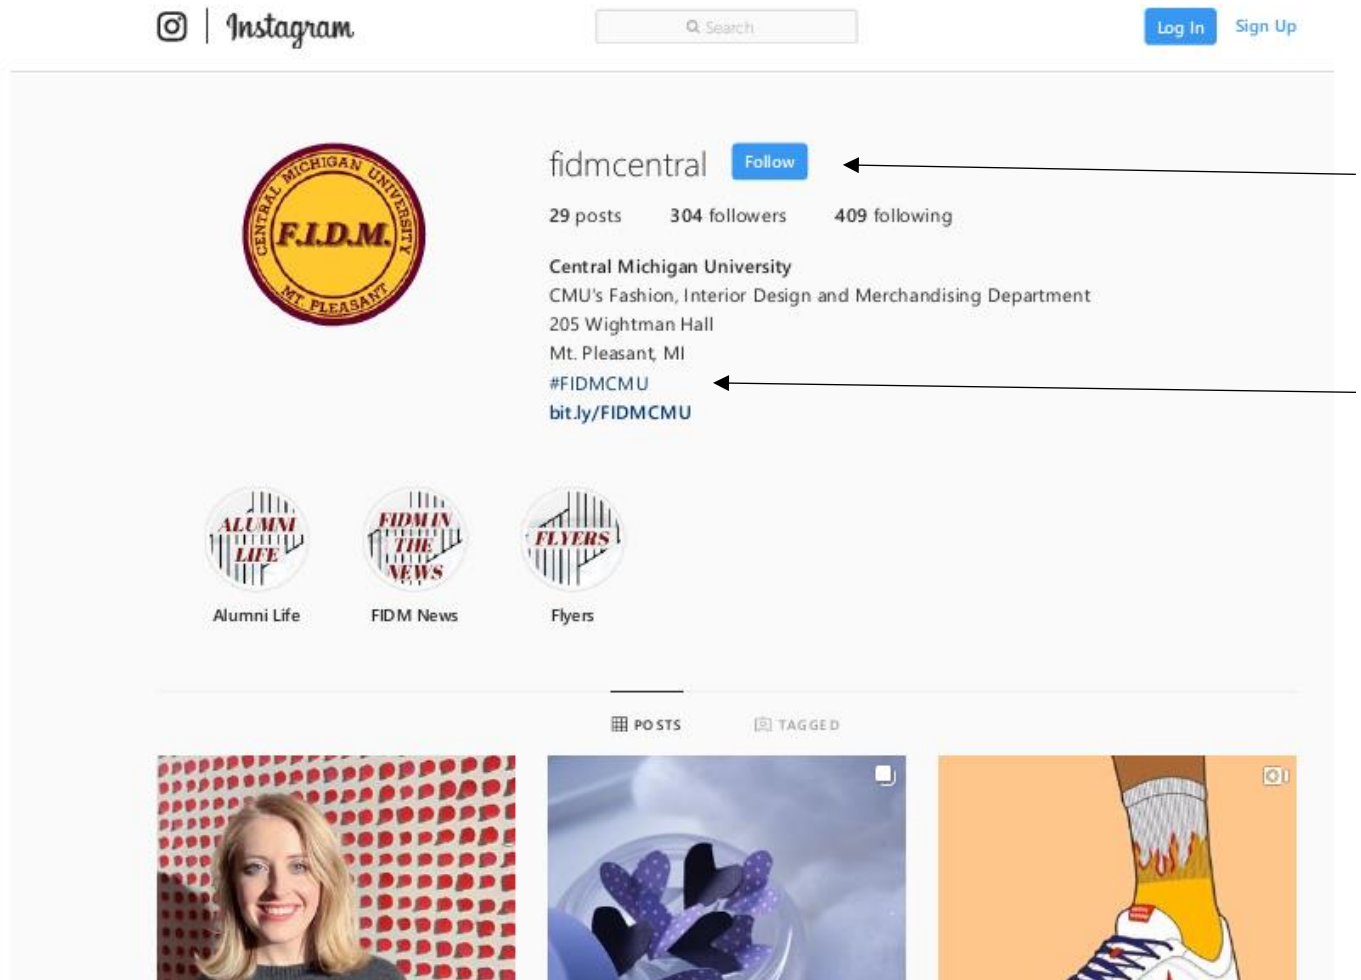 Instagram
Search
Log In
Sign Up
CENTRAL MICHIGAN UNIVERSITY
F.I.D.M.
MT. PLEASANT
fidmcentral
Follow
29 posts 304 followers 409 following
Central Michigan University
CMU's Fashion, Interior Design and Merchandising Department
205 Wightman Hall
Mt. Pleasant, MI
#FIDMCMU
bit.ly/FIDMCMU
ALUMNI
LIFE
FIDM IN
THE
NEWS
FLYERS
Alumni Life
FIDM News
Flyers
POSTS
TAGGED